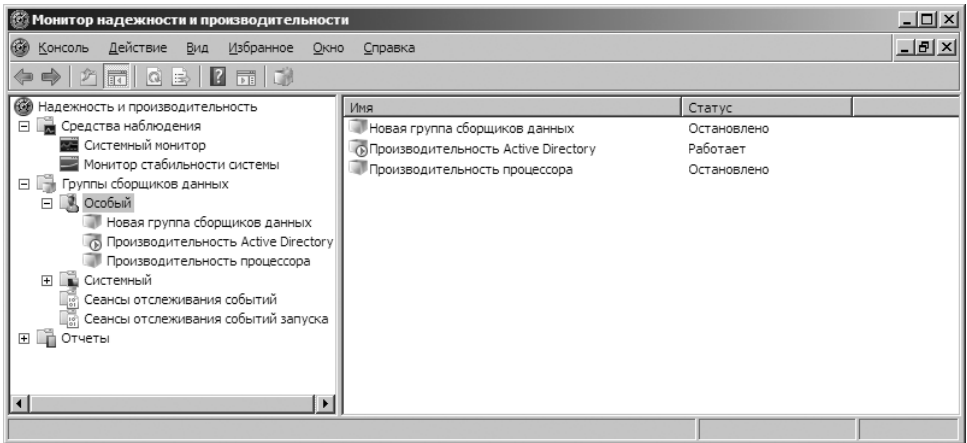 Монитор надежности и производительности
Консоль Действие Вид Избранное Окно Справка
Надежность и производительность
Средства наблюдения
Системный монитор
Монитор стабильности системы
Группы сборщиков данных
Особый
Новая группа сборщиков данных
Производительность Active Directory
Производительность процессора
Системный
Сеансы отслеживания событий
Сеансы отслеживания событий запуска
Отчеты
Имя Статус
Новая группа сборщиков данных Остановлено
Производительность Active Directory Работает
Производительность процессора Остановлено